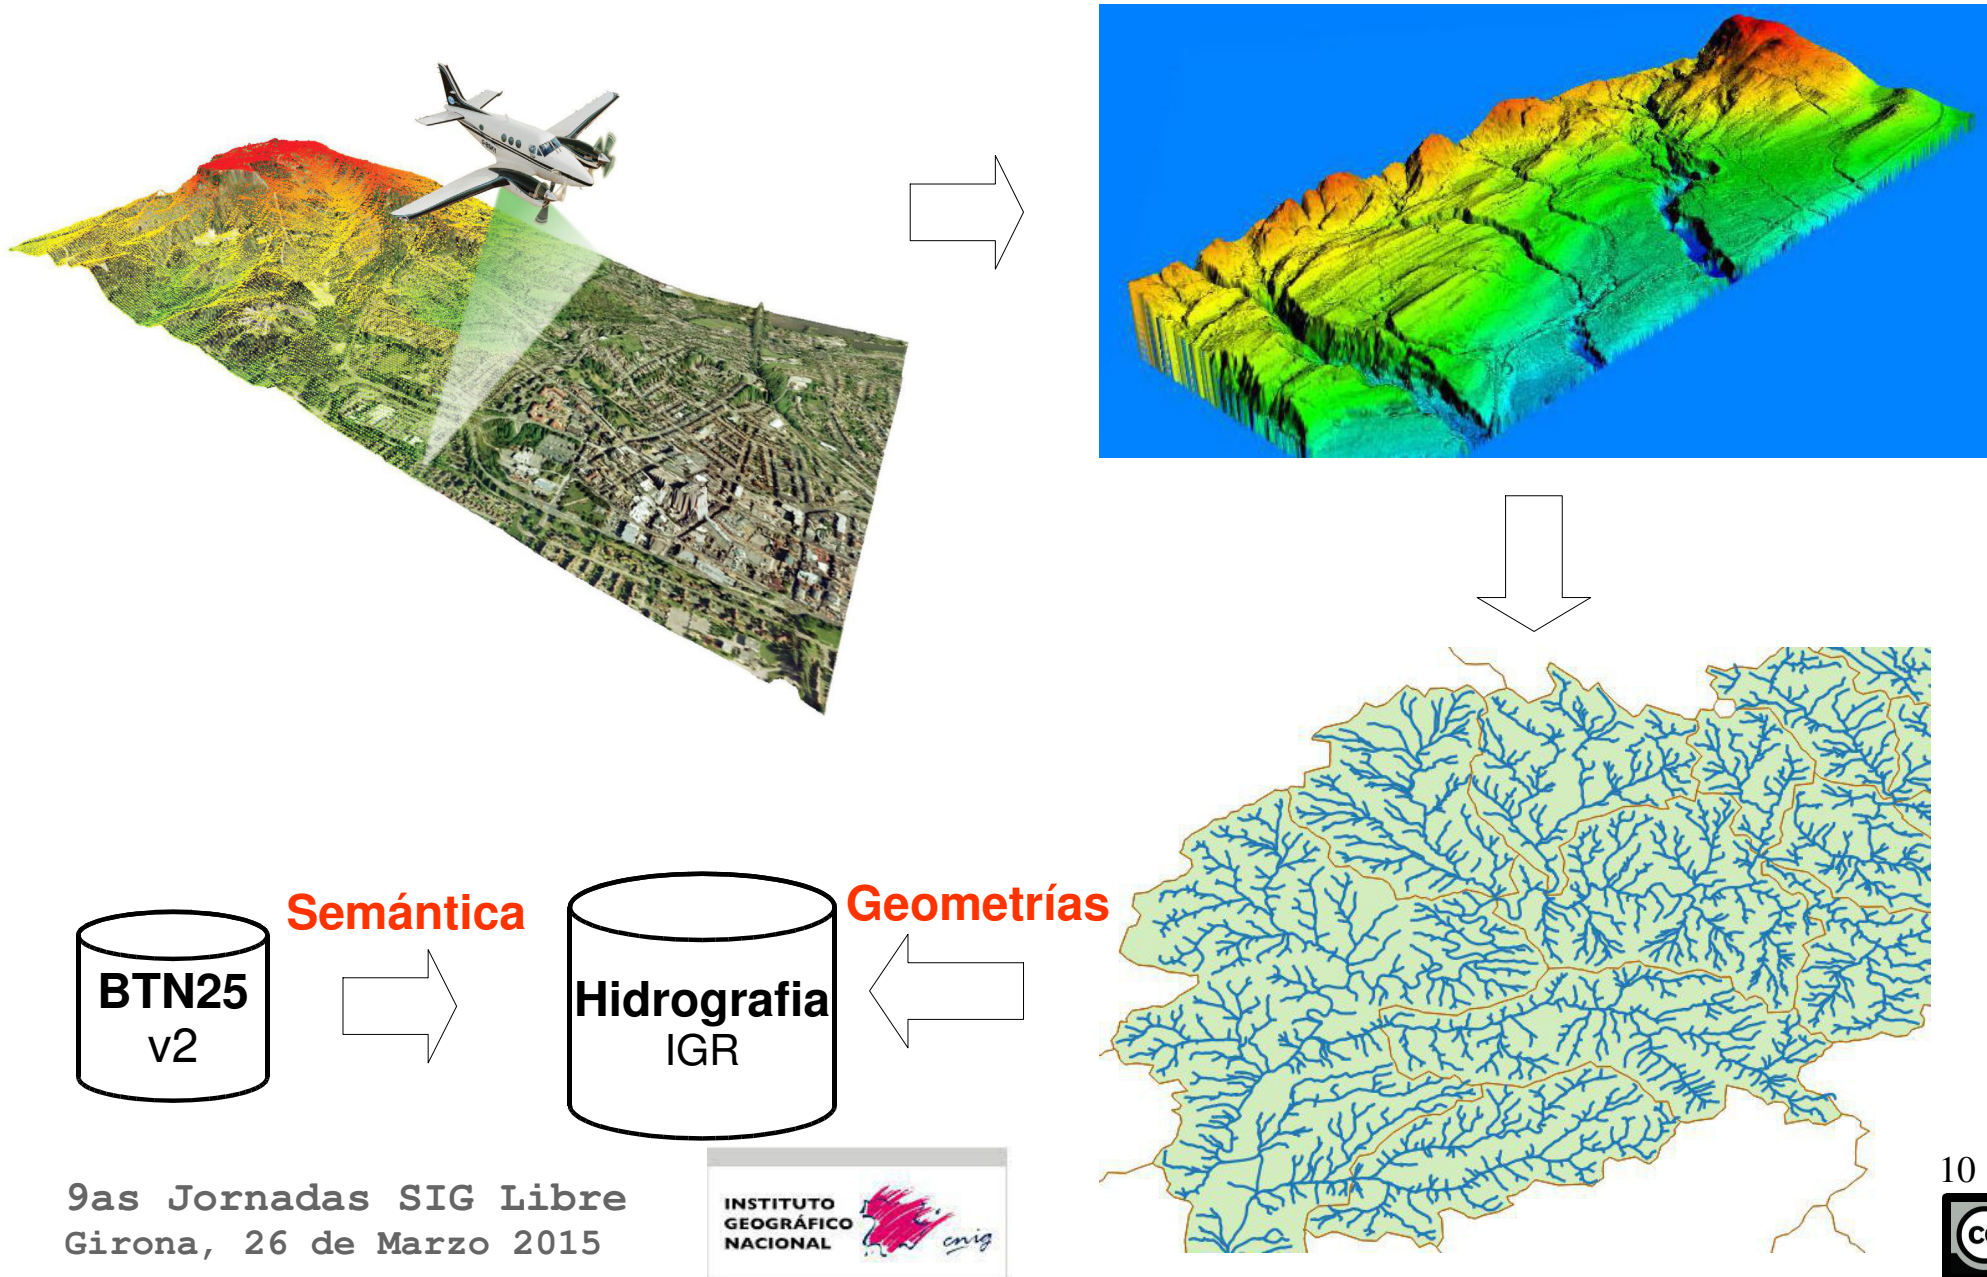 Semántica
Geometrías
BTN25
v2
Hidrografia
IGR
9as Jornadas SIG Libre
Girona, 26 de Marzo 2015
INSTITUTO
GEOGRÁFICO
NACIONAL
cnig
10